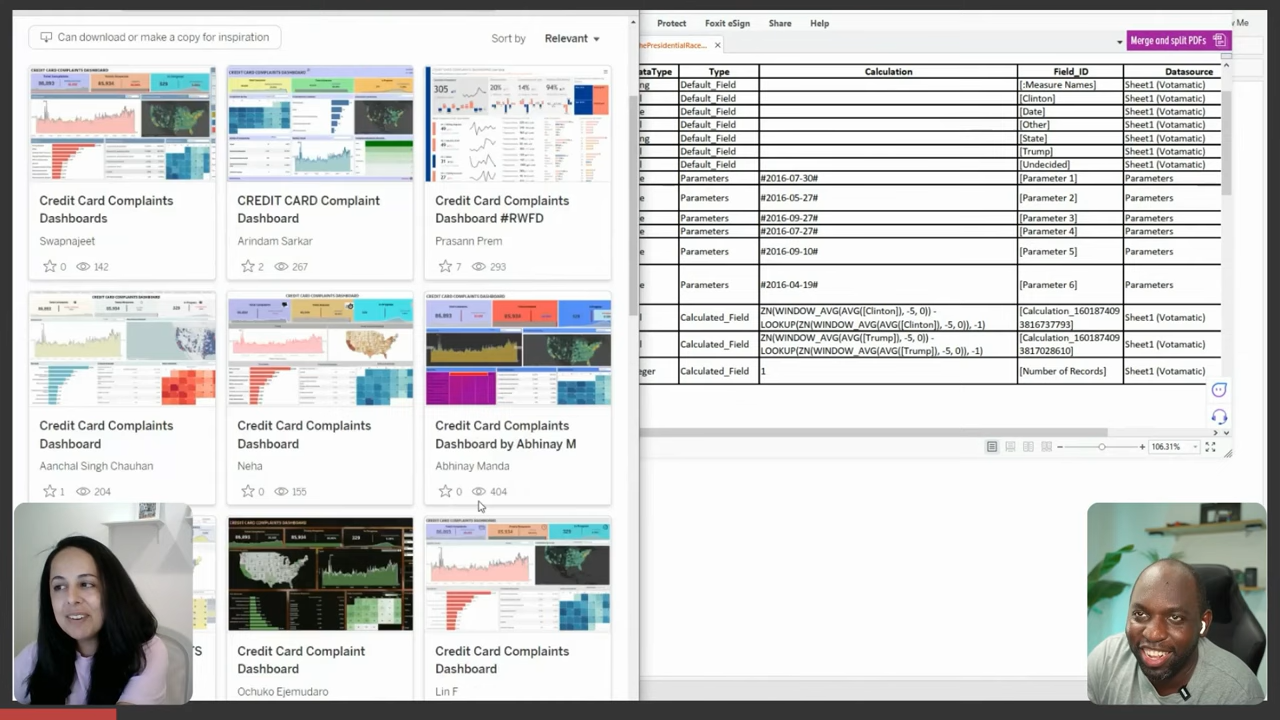 Can download or make a copy for inspiration
Sort by
Relevant
Credit Card Complaints
Dashboards
Swapnajeet
0 142
CREDIT CARD Complaint
Dashboard
Arindam Sarkar
2 267
Credit Card Complaints
Dashboard #RWFD
Prasann Prem
7 293
Credit Card Complaints
Dashboard
Aanchal Singh Chauhan
1 204
Credit Card Complaints
Dashboard
Neha
0 155
Credit Card Complaints
Dashboard by Abhinay M
Abhinay Manda
0 404
Credit Card Complaint
Dashboard
Ochuko Ejemudaro
Credit Card Complaints
Dashboard
Lin F
Protect Foxit eSign Share Help
Me
hePresidentialRace...
Merge and split PDFs
ataType Type Calculation Field_ID Datasource
ng Default_Field [:Measure Names] Sheet1 (Votamatic)
l Default_Field [Clinton] Sheet1 (Votamatic)
e Default_Field [Date] Sheet1 (Votamatic)
l Default_Field [Other] Sheet1 (Votamatic)
ng Default_Field [State] Sheet1 (Votamatic)
l Default_Field [Trump] Sheet1 (Votamatic)
l Default_Field [Undecided] Sheet1 (Votamatic)
e Parameters #2016-07-30# [Parameter 1] Parameters
e Parameters #2016-05-27# [Parameter 2] Parameters
e Parameters #2016-09-27# [Parameter 3] Parameters
e Parameters #2016-07-27# [Parameter 4] Parameters
e Parameters #2016-09-10# [Parameter 5] Parameters
e Parameters #2016-04-19# [Parameter 6] Parameters
l Calculated_Field ZN(WINDOW_AVG(AVG([Clinton]), -5, 0)) -
LOOKUP(ZN(WINDOW_AVG(AVG([Clinton]), -5, 0)), -1)
[Calculation_160187409
3816737793]
Sheet1 (Votamatic)
l Calculated_Field ZN(WINDOW_AVG(AVG([Trump]), -5, 0)) -
LOOKUP(ZN(WINDOW_AVG(AVG([Trump]), -5, 0)), -1)
[Calculation_160187409
3817028610]
Sheet1 (Votamatic)
eger Calculated_Field 1 [Number of Records] Sheet1 (Votamatic)
106.31%